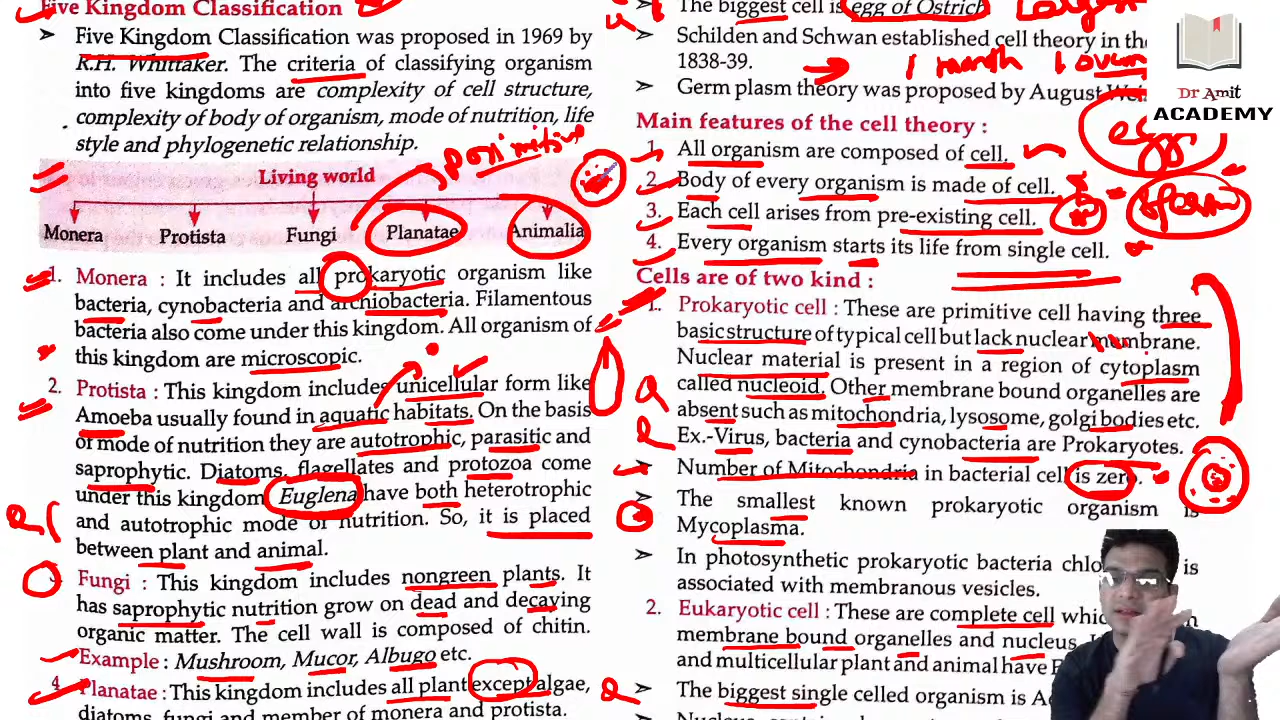 Five Kingdom Classification
➤ Five Kingdom Classification was proposed in 1969 by
R.H. Whittaker. The criteria of classifying organism
into five kingdoms are complexity of cell structure,
complexity of body of organism, mode of nutrition, life
style and phylogenetic relationship.
primitive
Living world
Monera Protista Fungi Planatae Animalia
1. Monera : It includes all prokaryotic organism like
bacteria, cynobacteria and archiobacteria. Filamentous
bacteria also come under this kingdom. All organism of
this kingdom are microscopic.
2. Protista : This kingdom includes unicellular form like
Amoeba usually found in aquatic habitats. On the basis
of mode of nutrition they are autotrophic, parasitic and
saprophytic. Diatoms, flagellates and protozoa come
under this kingdom Euglena have both heterotrophic
and autotrophic mode of nutrition. So, it is placed
between plant and animal.
Fungi : This kingdom includes nongreen plants. It
has saprophytic nutrition grow on dead and decaying
organic matter. The cell wall is composed of chitin.
Example : Mushroom, Mucor, Albugo etc.
4 Planatae : This kingdom includes all plant except algae,
diatoms, fungi and member of monera and protista.
The biggest cell is egg of Ostrich
➤ Schilden and Schwan established cell theory in the
1838-39.
1 month 1 ovum
➤ Germ plasm theory was proposed by August
Main features of the cell theory :
egg
1. All organism are composed of cell.
2. Body of every organism is made of cell.
sperm
3. Each cell arises from pre-existing cell.
4. Every organism starts its life from single cell.
Cells are of two kind :
1. Prokaryotic cell : These are primitive cell having three
basic structure of typical cell but lack nuclear membrane.
Nuclear material is present in a region of cytoplasm
called nucleoid. Other membrane bound organelles are
absent such as mitochondria, lysosome, golgi bodies etc.
Ex.-Virus, bacteria and cynobacteria are Prokaryotes.
Number of Mitochondria in bacterial cell is zero.
➤ The smallest known prokaryotic organism is
Mycoplasma.
➤ In photosynthetic prokaryotic bacteria is
associated with membranous vesicles.
2. Eukaryotic cell : These are complete cell
membrane bound organelles and nucleus.
and multicellular plant and animal have
➤ The biggest single celled organism is
Dr Amit
ACADEMY